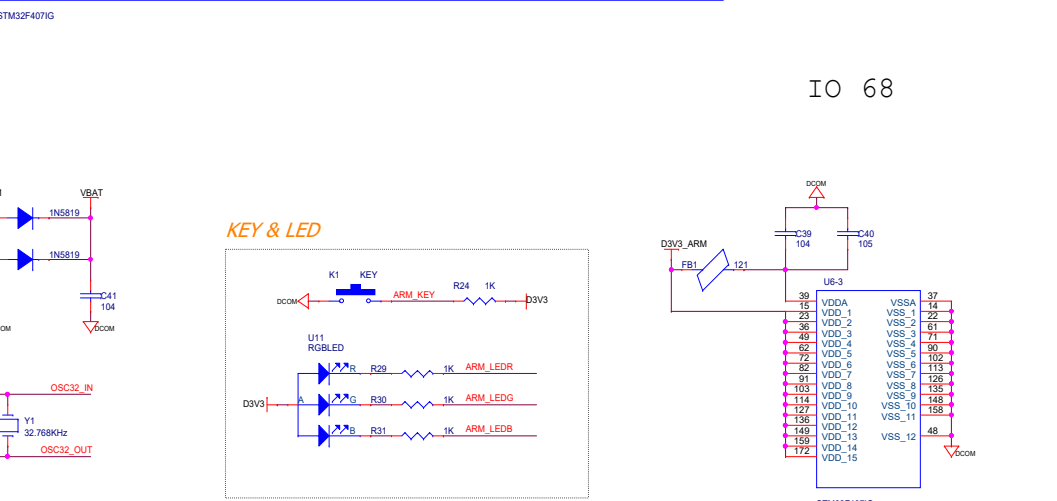 STM32F407IG
IO 68
VBAT
1N5819
1N5819
C41
104
DCOM
OSC32_IN
Y1
32.768KHz
OSC32_OUT
KEY & LED
K1 KEY
DCOM
ARM_KEY
R24 1K
D3V3
U11
RGBLED
R R29 1K ARM_LEDR
D3V3 A G R30 1K ARM_LEDG
B R31 1K ARM_LEDB
DCOM
C39
104
C40
105
D3V3_ARM
FB1 121
U6-3
39 VDDA VSSA 37
15 VDD_1 VSS_1 14
23 VDD_2 VSS_2 22
36 VDD_3 VSS_3 61
49 VDD_4 VSS_4 71
62 VDD_5 VSS_5 90
72 VDD_6 VSS_6 102
82 VDD_7 VSS_7 113
91 VDD_8 VSS_8 126
103 VDD_9 VSS_9 135
114 VDD_10 VSS_10 148
127 VDD_11 VSS_11 158
136 VDD_12
149 VDD_13 VSS_12 48
159 VDD_14
172 VDD_15
DCOM